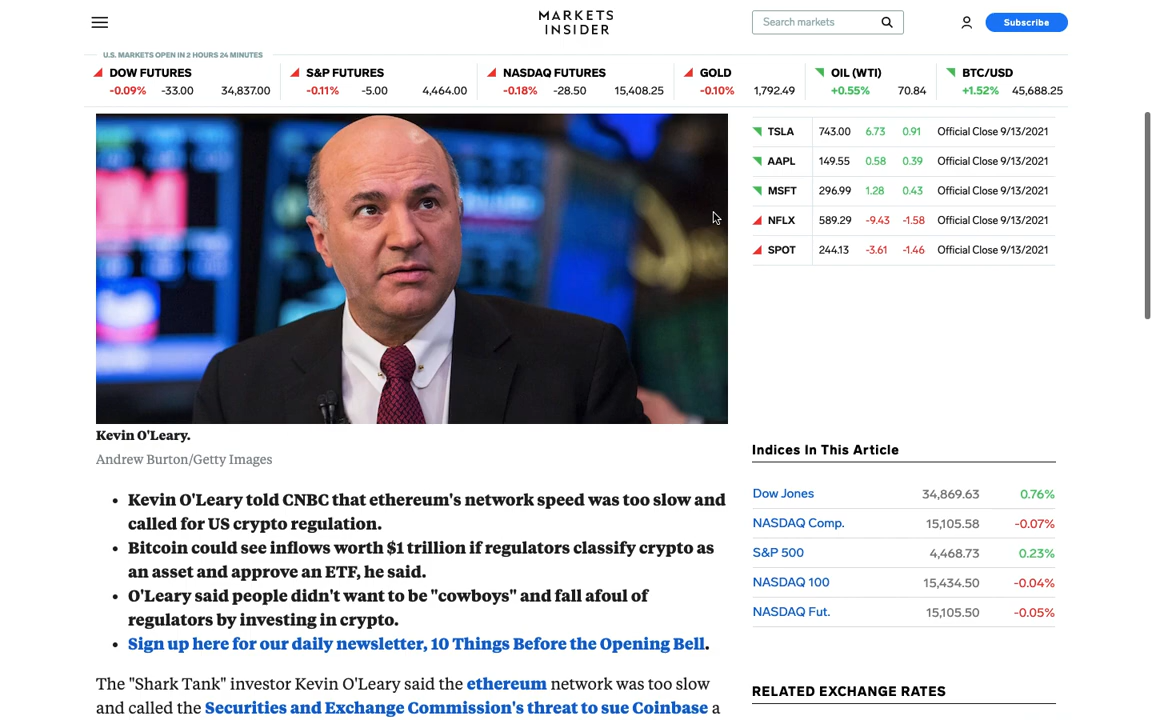 MARKETS
INSIDER
Search markets
Subscribe
U.S. MARKETS OPEN IN 2 HOURS 24 MINUTES
DOW FUTURES
-0.09% -33.00 34,837.00
S&P FUTURES
-0.11% -5.00 4,464.00
NASDAQ FUTURES
-0.18% -28.50 15,408.25
GOLD
-0.10% 1,792.49
OIL (WTI)
+0.55% 70.84
BTC/USD
+1.52% 45,688.25
TSLA 743.00 6.73 0.91 Official Close 9/13/2021
AAPL 149.55 0.58 0.39 Official Close 9/13/2021
MSFT 296.99 1.28 0.43 Official Close 9/13/2021
NFLX 589.29 -9.43 -1.58 Official Close 9/13/2021
SPOT 244.13 -3.61 -1.46 Official Close 9/13/2021
Kevin O'Leary.
Andrew Burton/Getty Images
• Kevin O'Leary told CNBC that ethereum's network speed was too slow and
called for US crypto regulation.
• Bitcoin could see inflows worth $1 trillion if regulators classify crypto as
an asset and approve an ETF, he said.
• O'Leary said people didn't want to be "cowboys" and fall afoul of
regulators by investing in crypto.
• Sign up here for our daily newsletter, 10 Things Before the Opening Bell.
The "Shark Tank" investor Kevin O'Leary said the ethereum network was too slow
and called the Securities and Exchange Commission's threat to sue Coinbase a
Indices In This Article
Dow Jones 34,869.63 0.76%
NASDAQ Comp. 15,105.58 -0.07%
S&P 500 4,468.73 0.23%
NASDAQ 100 15,434.50 -0.04%
NASDAQ Fut. 15,105.50 -0.05%
RELATED EXCHANGE RATES